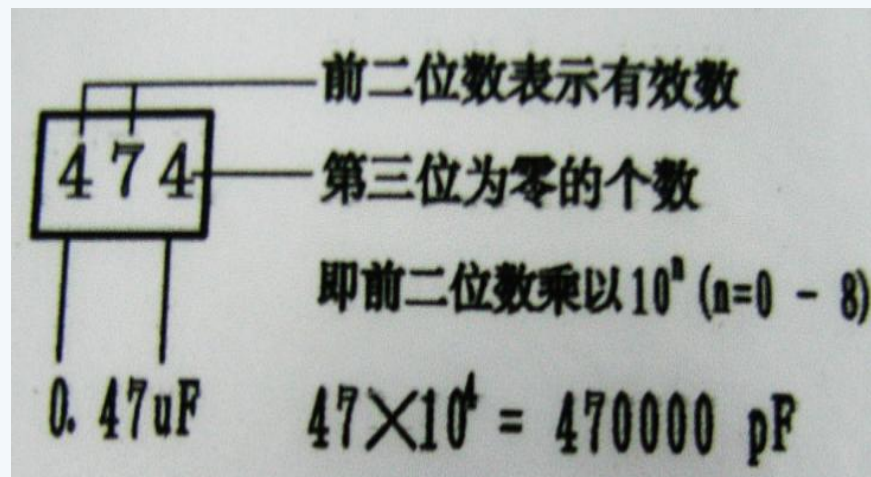 前二位数表示有效数
474
第三位为零的个数
即前二位数乘以10ⁿ(n=0 - 8)
0.47uF
47×10⁴ = 470000 pF